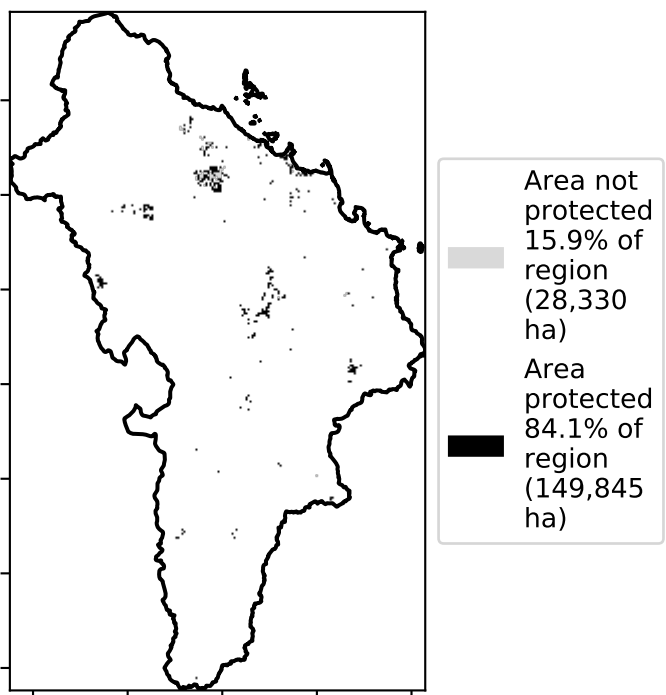 Area not
protected
15.9% of
region
(28,330
ha)
Area
protected
84.1% of
region
(149,845
ha)